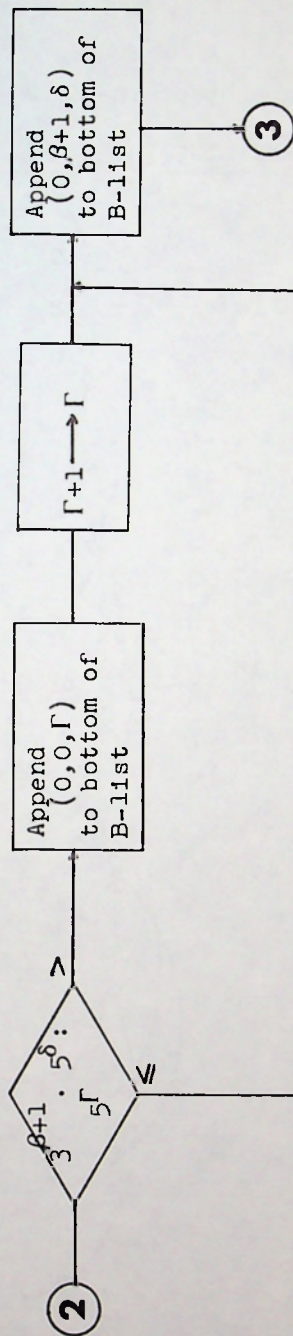 2
3^{β+1} · 5^δ :
5^Γ
>
≤
Append
(0,0,Γ)
to bottom of
B-list
Γ+1 ⟶ Γ
Append
(0,β+1,δ)
to bottom of
B-list
3